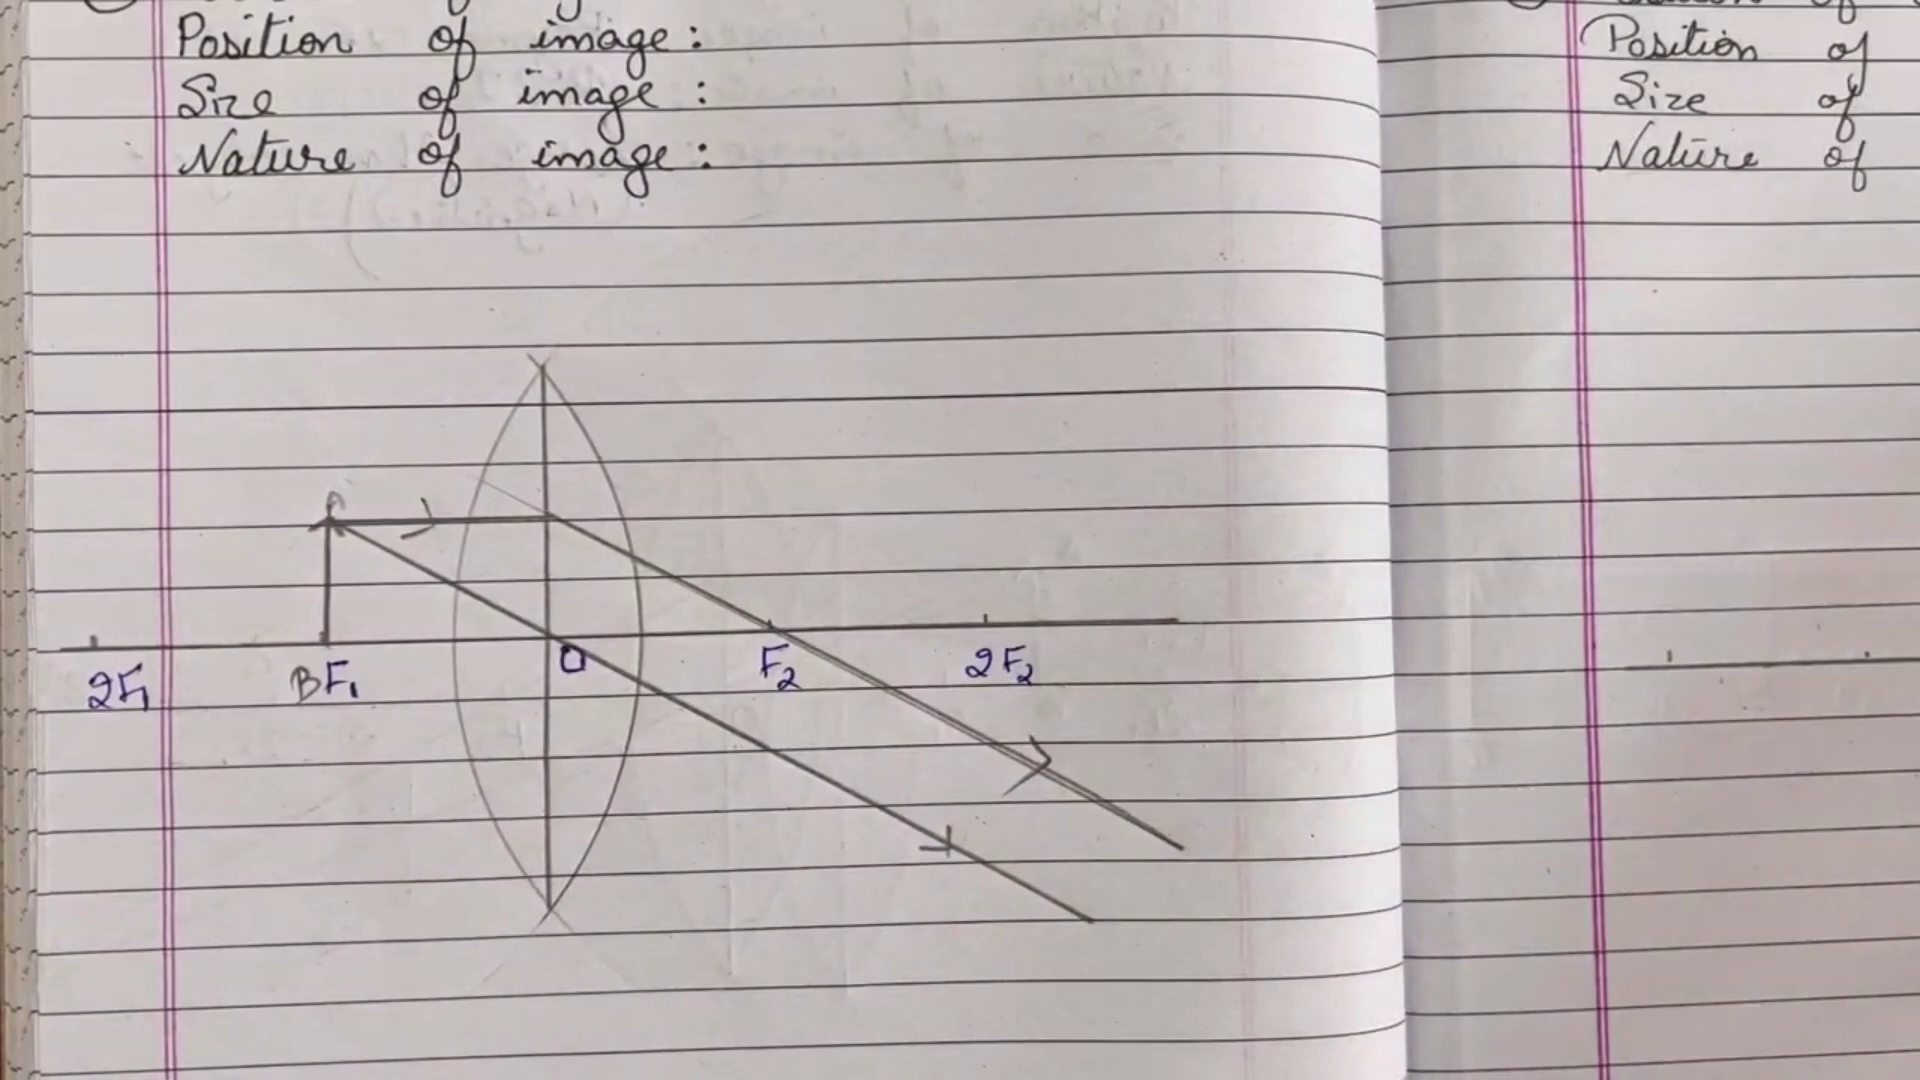 Position of image:
Size of image:
Nature of image:
Position of
Size of
Nature of
A
2F1 BF1 O F2 2F2